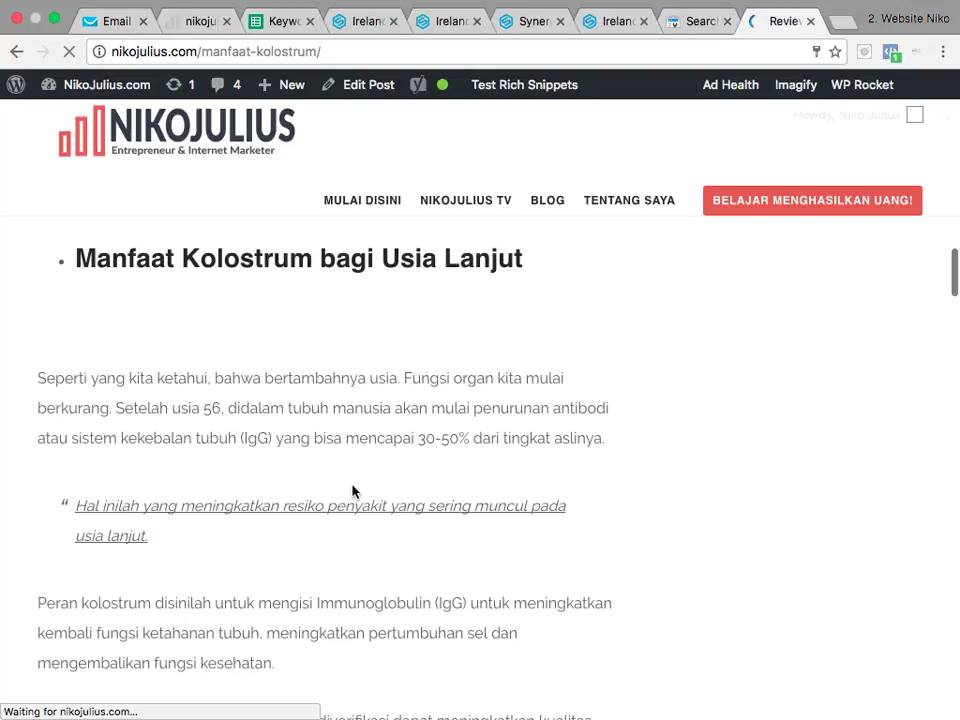 Email
nikoju
Keyw
Irelan
Irelan
Syner
Irelan
Searc
Review
2. Website Niko
nikojulius.com/manfaat-kolostrum/
NikoJulius.com
1
4
New
Edit Post
Test Rich Snippets
Ad Health
Imagify
WP Rocket
NIKOJULIUS
Entrepreneur & Internet Marketer
Howdy, Niko Julius
MULAI DISINI
NIKOJULIUS TV
BLOG
TENTANG SAYA
BELAJAR MENGHASILKAN UANG!
• Manfaat Kolostrum bagi Usia Lanjut
Seperti yang kita ketahui, bahwa bertambahnya usia. Fungsi organ kita mulai
berkurang. Setelah usia 56, didalam tubuh manusia akan mulai penurunan antibodi
atau sistem kekebalan tubuh (IgG) yang bisa mencapai 30-50% dari tingkat aslinya.
“ Hal inilah yang meningkatkan resiko penyakit yang sering muncul pada
usia lanjut.
Peran kolostrum disinilah untuk mengisi Immunoglobulin (IgG) untuk meningkatkan
kembali fungsi ketahanan tubuh, meningkatkan pertumbuhan sel dan
mengembalikan fungsi kesehatan.
diverifikasi dapat meningkatkan kualitas
Waiting for nikojulius.com...